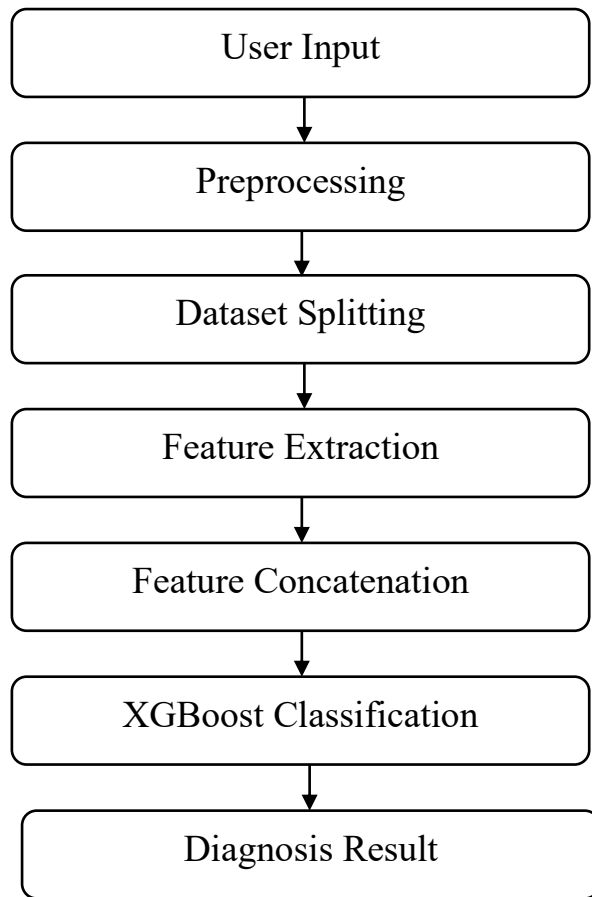 User Input
Preprocessing
Dataset Splitting
Feature Extraction
Feature Concatenation
XGBoost Classification
Diagnosis Result